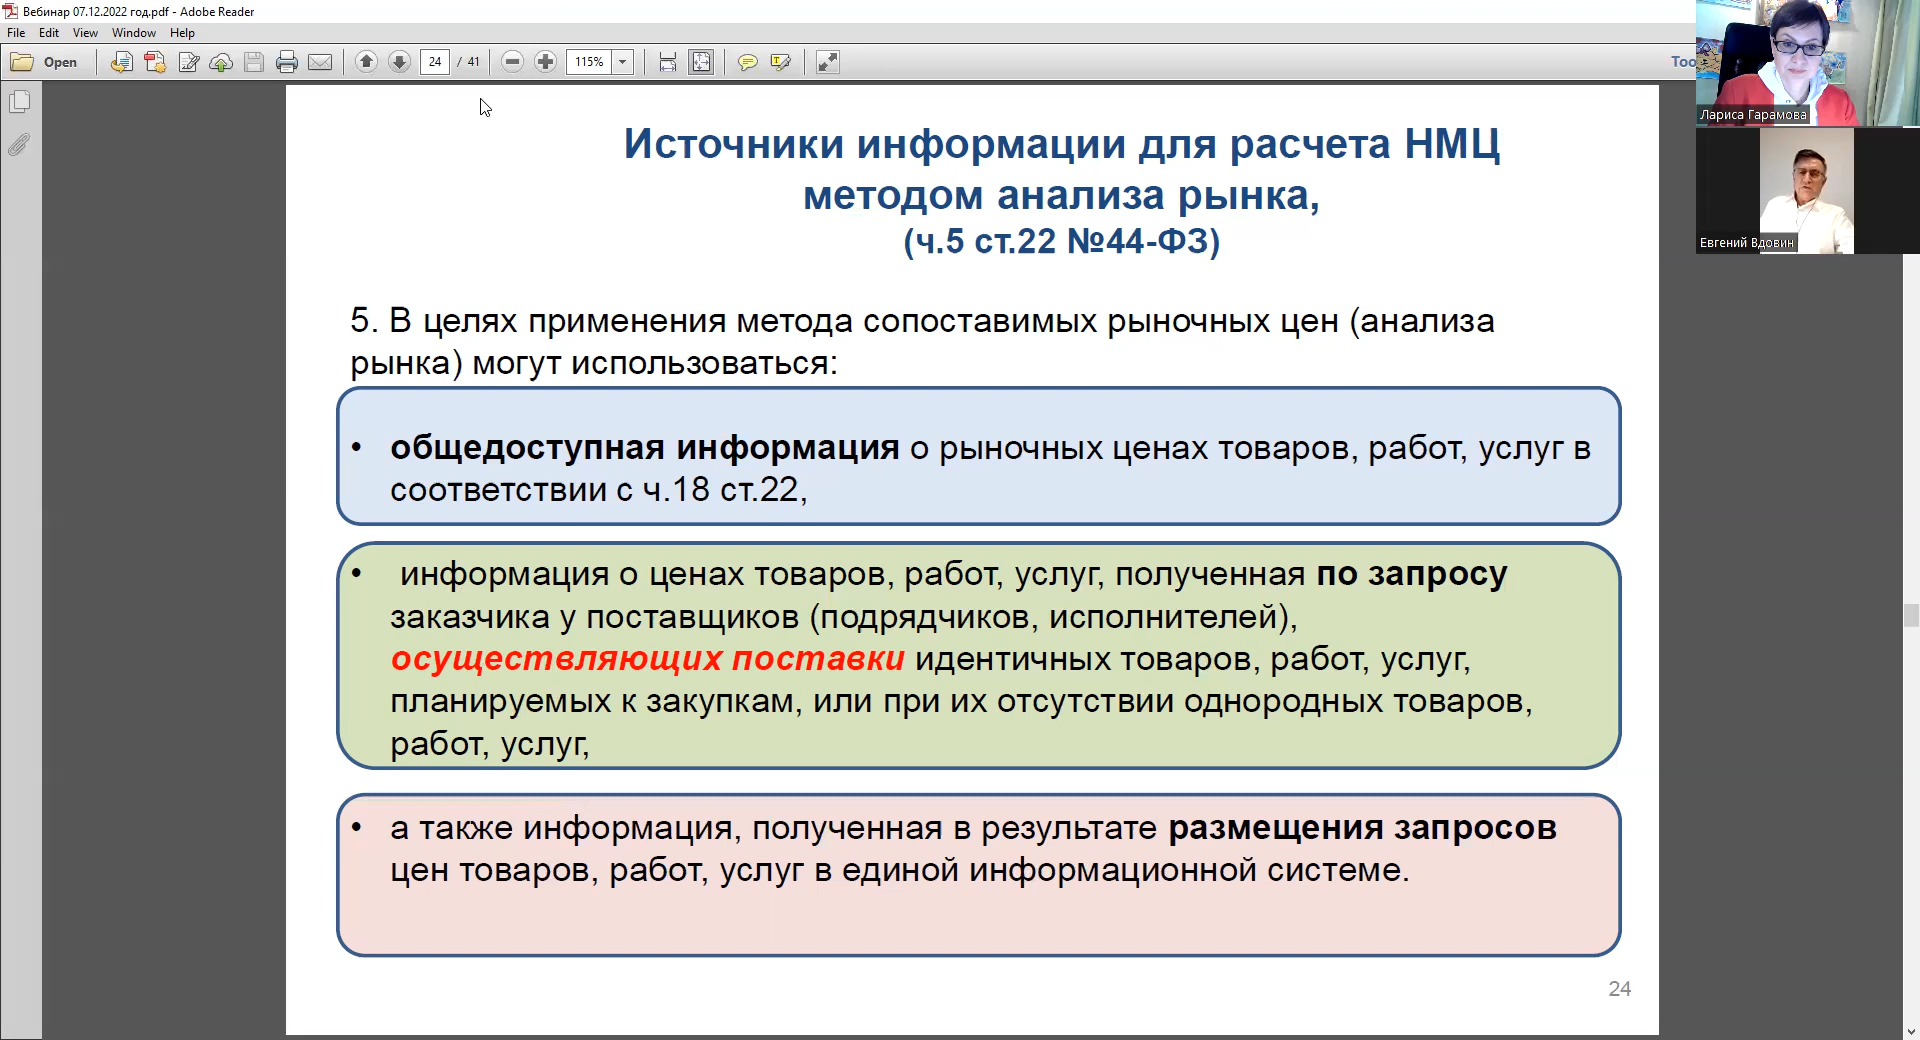 Вебинар 07.12.2022 год.pdf - Adobe Reader
File Edit View Window Help
Open 24 / 41 115% Too
Лариса Гарамова
Евгений Вдовин
Источники информации для расчета НМЦ
методом анализа рынка,
(ч.5 ст.22 №44-ФЗ)
5. В целях применения метода сопоставимых рыночных цен (анализа
рынка) могут использоваться:
• общедоступная информация о рыночных ценах товаров, работ, услуг в
соответствии с ч.18 ст.22,
• информация о ценах товаров, работ, услуг, полученная по запросу
заказчика у поставщиков (подрядчиков, исполнителей),
осуществляющих поставки идентичных товаров, работ, услуг,
планируемых к закупкам, или при их отсутствии однородных товаров,
работ, услуг,
• а также информация, полученная в результате размещения запросов
цен товаров, работ, услуг в единой информационной системе.
24